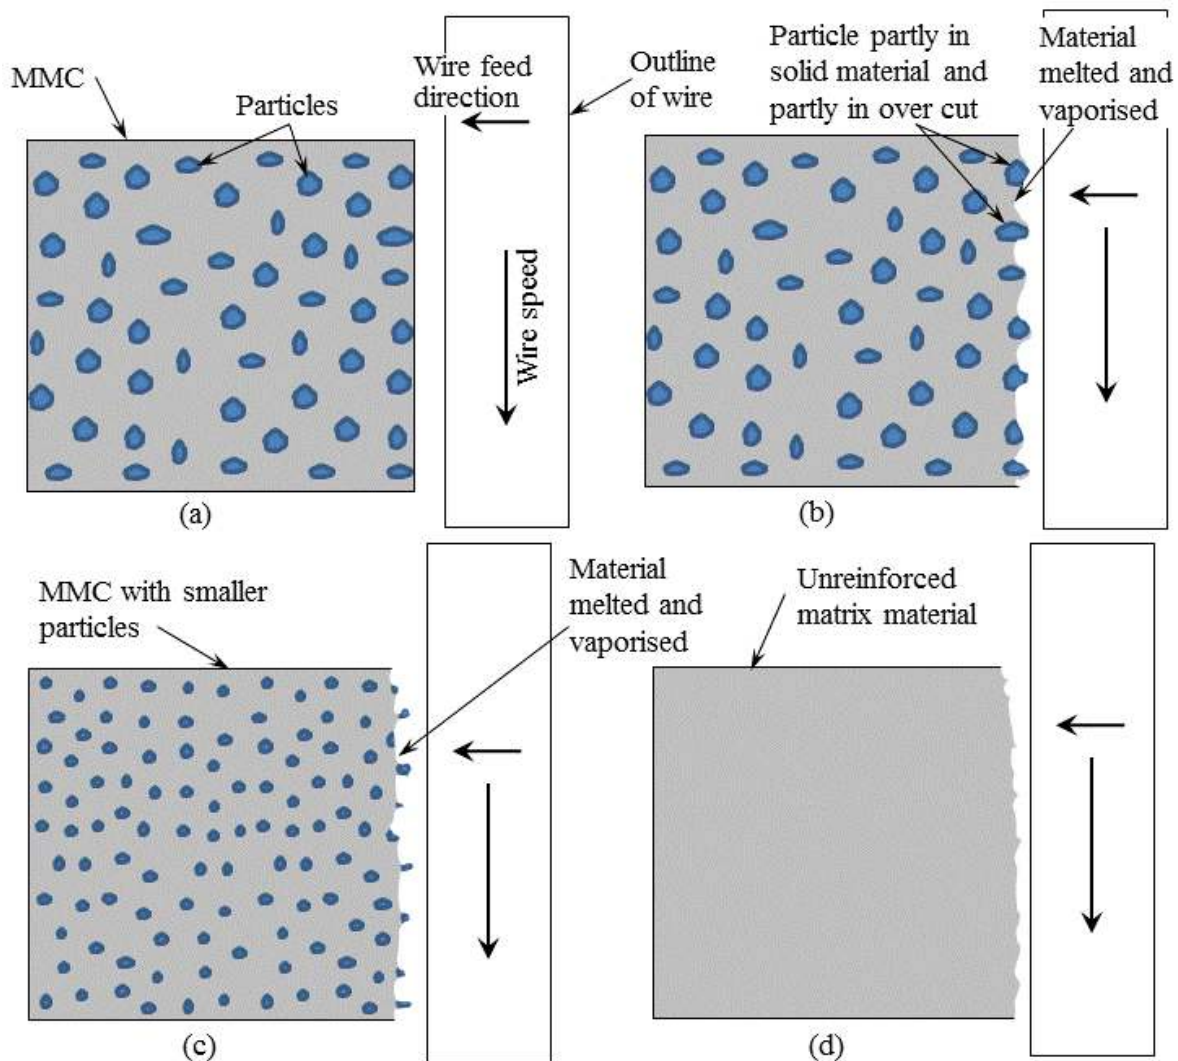 MMC
Particles
Wire feed
direction
Outline
of wire
Wire speed
(a)
Particle partly in
solid material and
partly in over cut
Material
melted and
vaporised
(b)
MMC with smaller
particles
Material
melted and
vaporised
(c)
Unreinforced
matrix material
(d)